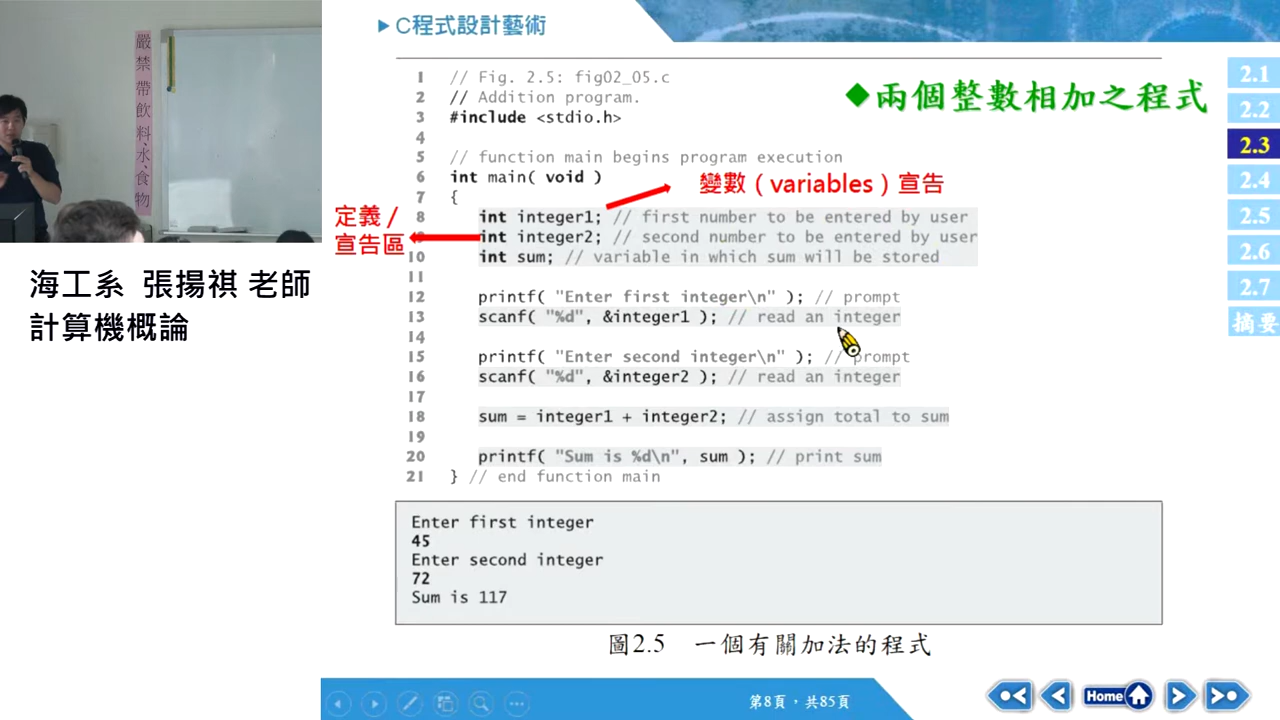 嚴禁帶飲料、水、食物
海工系 張揚祺 老師
計算機概論
C程式設計藝術
◆兩個整數相加之程式
1 // Fig. 2.5: fig02_05.c
2 // Addition program.
3 #include <stdio.h>
4
5 // function main begins program execution
6 int main( void )
7 {
8 int integer1; // first number to be entered by user
int integer2; // second number to be entered by user
10 int sum; // variable in which sum will be stored
11
12 printf( "Enter first integer\n" ); // prompt
13 scanf( "%d", &integer1 ); // read an integer
14
15 printf( "Enter second integer\n" ); // prompt
16 scanf( "%d", &integer2 ); // read an integer
17
18 sum = integer1 + integer2; // assign total to sum
19
20 printf( "Sum is %d\n", sum ); // print sum
21 } // end function main
變數（variables）宣告
定義 /
宣告區
Enter first integer
45
Enter second integer
72
Sum is 117
圖2.5 一個有關加法的程式
2.1
2.2
2.3
2.4
2.5
2.6
2.7
摘要
第8頁，共85頁
Home